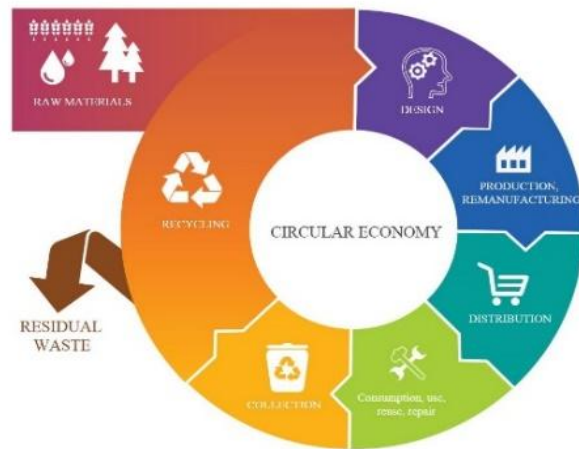 RAW MATERIALS
DESIGN
PRODUCTION,
REMANUFACTURING
RECYCLING
CIRCULAR ECONOMY
DISTRIBUTION
RESIDUAL
WASTE
COLLECTION
Consumption, use,
reuse, repair